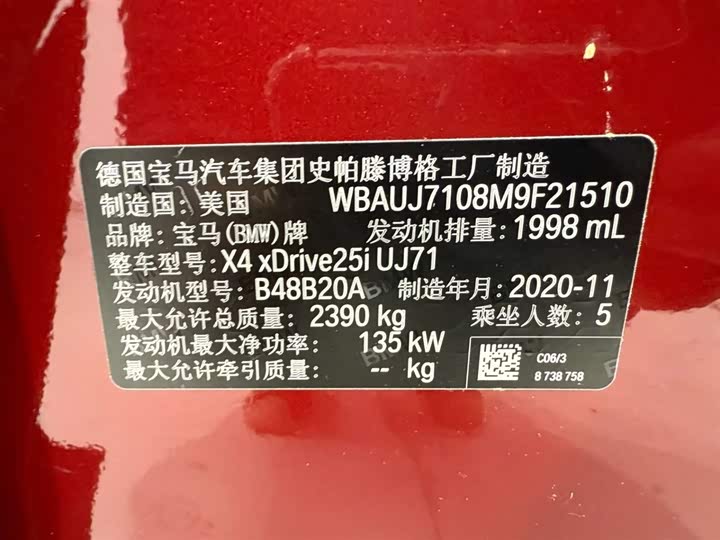 德国宝马汽车集团史帕滕博格工厂制造
制造国: 美国 WBAUJ7108M9F21510
品牌: 宝马(BMW)牌 发动机排量: 1998 mL
整车型号: X4 xDrive25i UJ71
发动机型号: B48B20A 制造年月: 2020-11
最大允许总质量: 2390 kg 乘坐人数: 5
发动机最大净功率: 135 kW
最大允许牵引质量: -- kg
C06/3
8 738 758